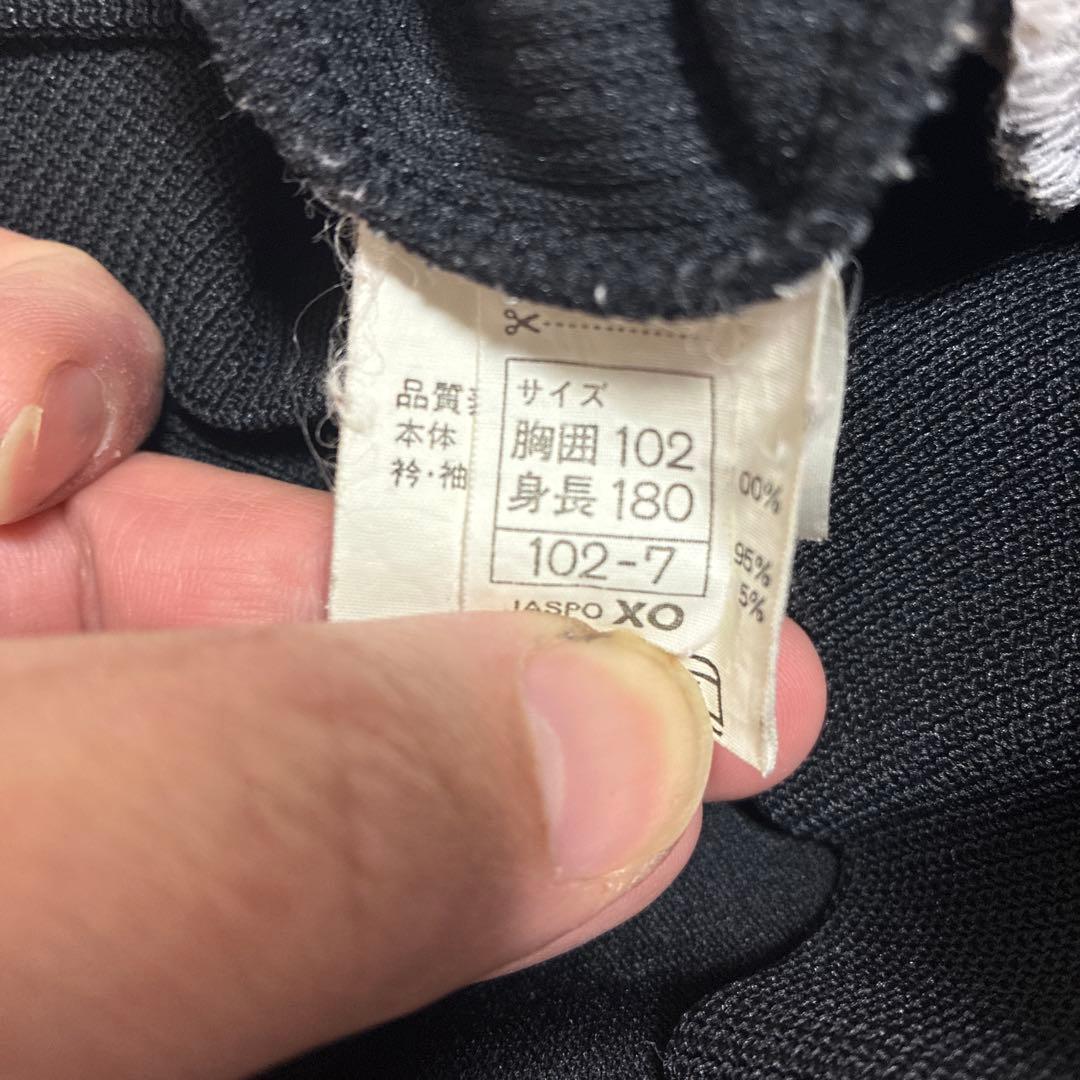 サイズ
胸囲 102
身長 180
102-7
JASPO XO
品質
本体
衿・袖
00%
95%
5%